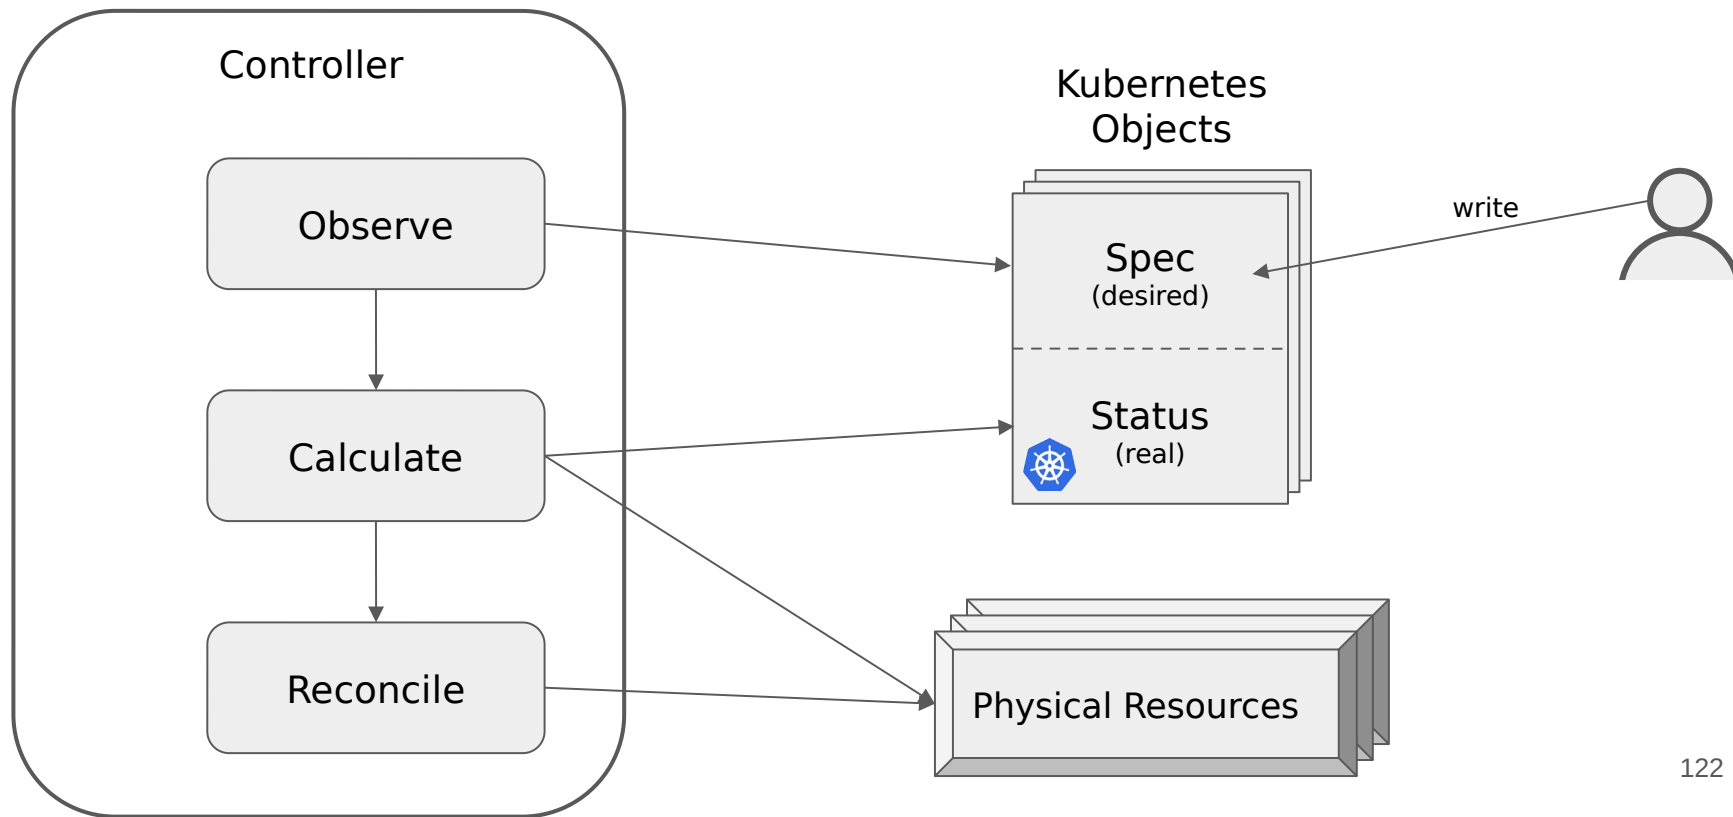 Controller
Observe
Calculate
Reconcile
Kubernetes
Objects
Spec
(desired)
Status
(real)
write
Physical Resources
122